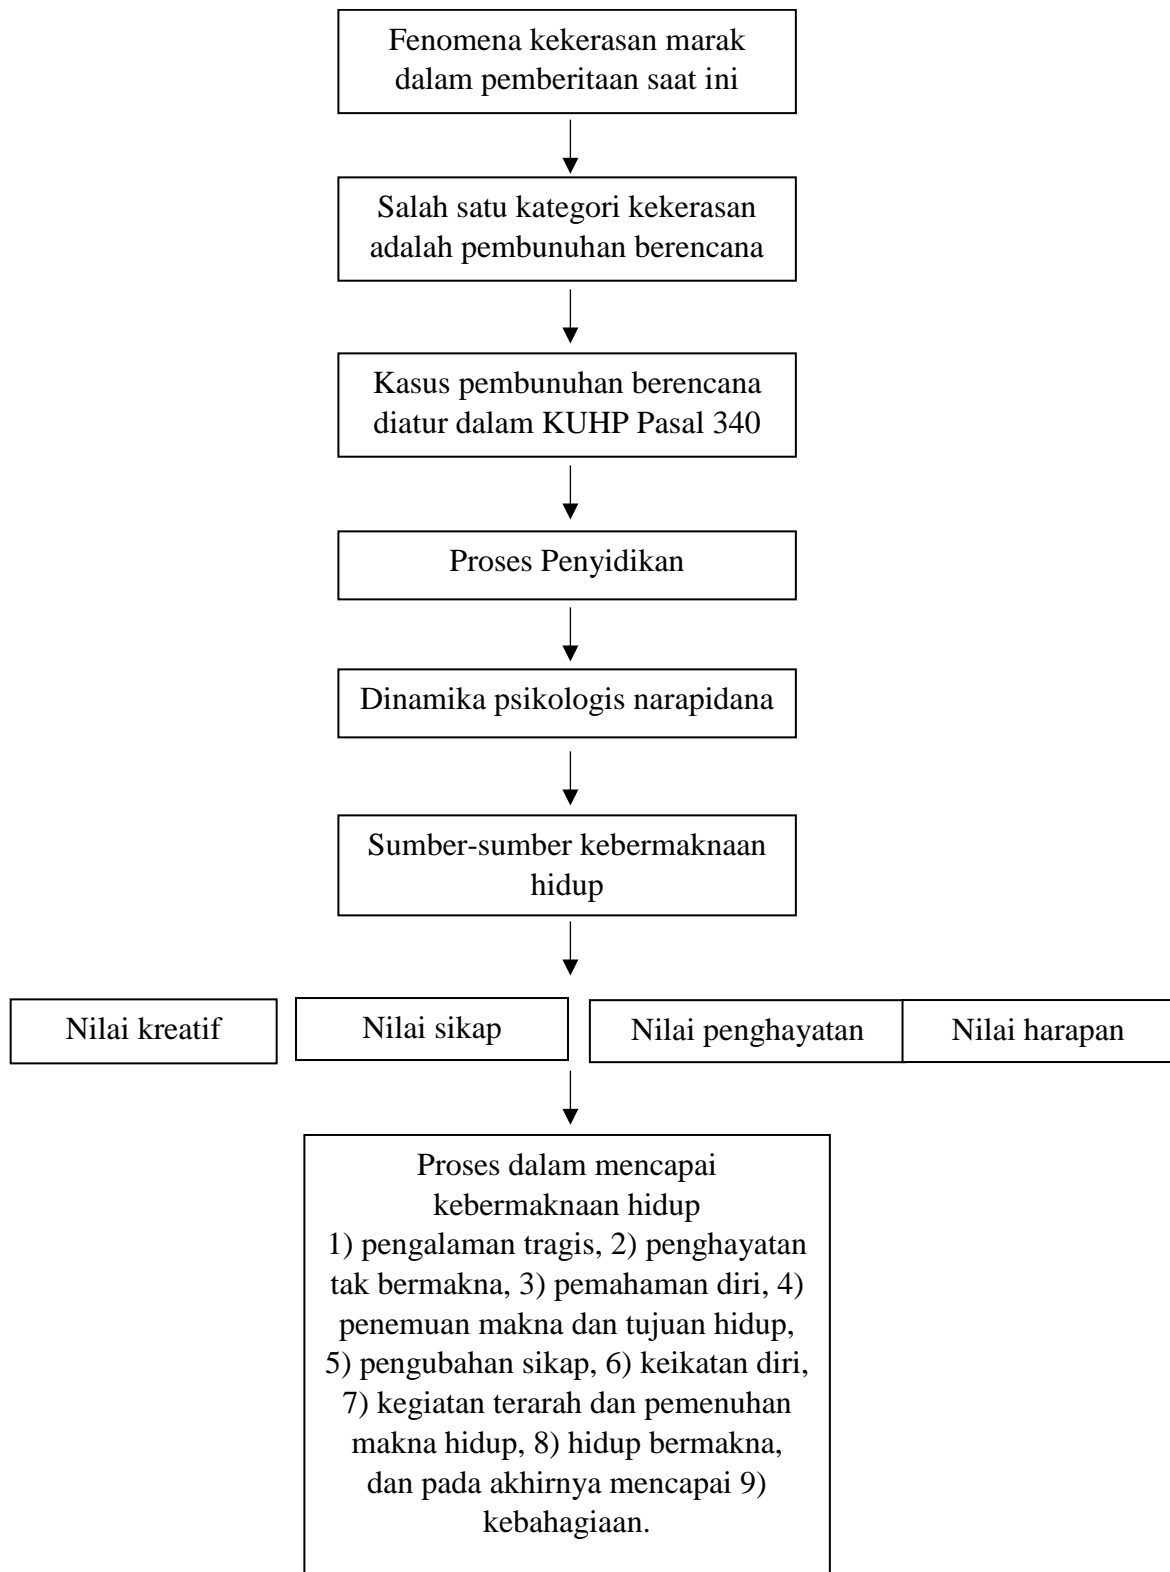 Fenomena kekerasan marak
dalam pemberitaan saat ini
Salah satu kategori kekerasan
adalah pembunuhan berencana
Kasus pembunuhan berencana
diatur dalam KUHP Pasal 340
Proses Penyidikan
Dinamika psikologis narapidana
Sumber-sumber kebermaknaan
hidup
Nilai kreatif
Nilai sikap
Nilai penghayatan
Nilai harapan
Proses dalam mencapai
kebermaknaan hidup
1) pengalaman tragis, 2) penghayatan
tak bermakna, 3) pemahaman diri, 4)
penemuan makna dan tujuan hidup,
5) pengubahan sikap, 6) keikatan diri,
7) kegiatan terarah dan pemenuhan
makna hidup, 8) hidup bermakna,
dan pada akhirnya mencapai 9)
kebahagiaan.